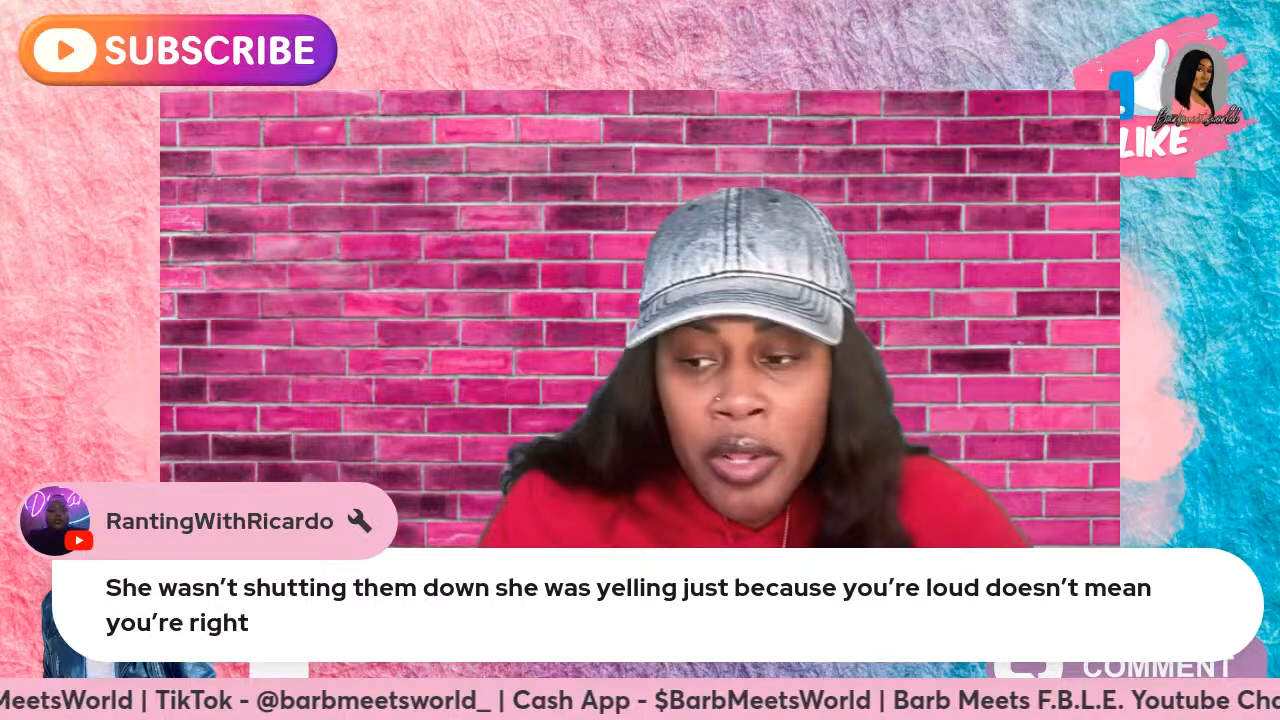 SUBSCRIBE
LIKE
RantingWithRicardo
She wasn’t shutting them down she was yelling just because you’re loud doesn’t mean
you’re right
COMMENT
MeetsWorld | TikTok - @barbmeetsworld_ | Cash App - $BarbMeetsWorld | Barb Meets F.B.L.E. Youtube Cha